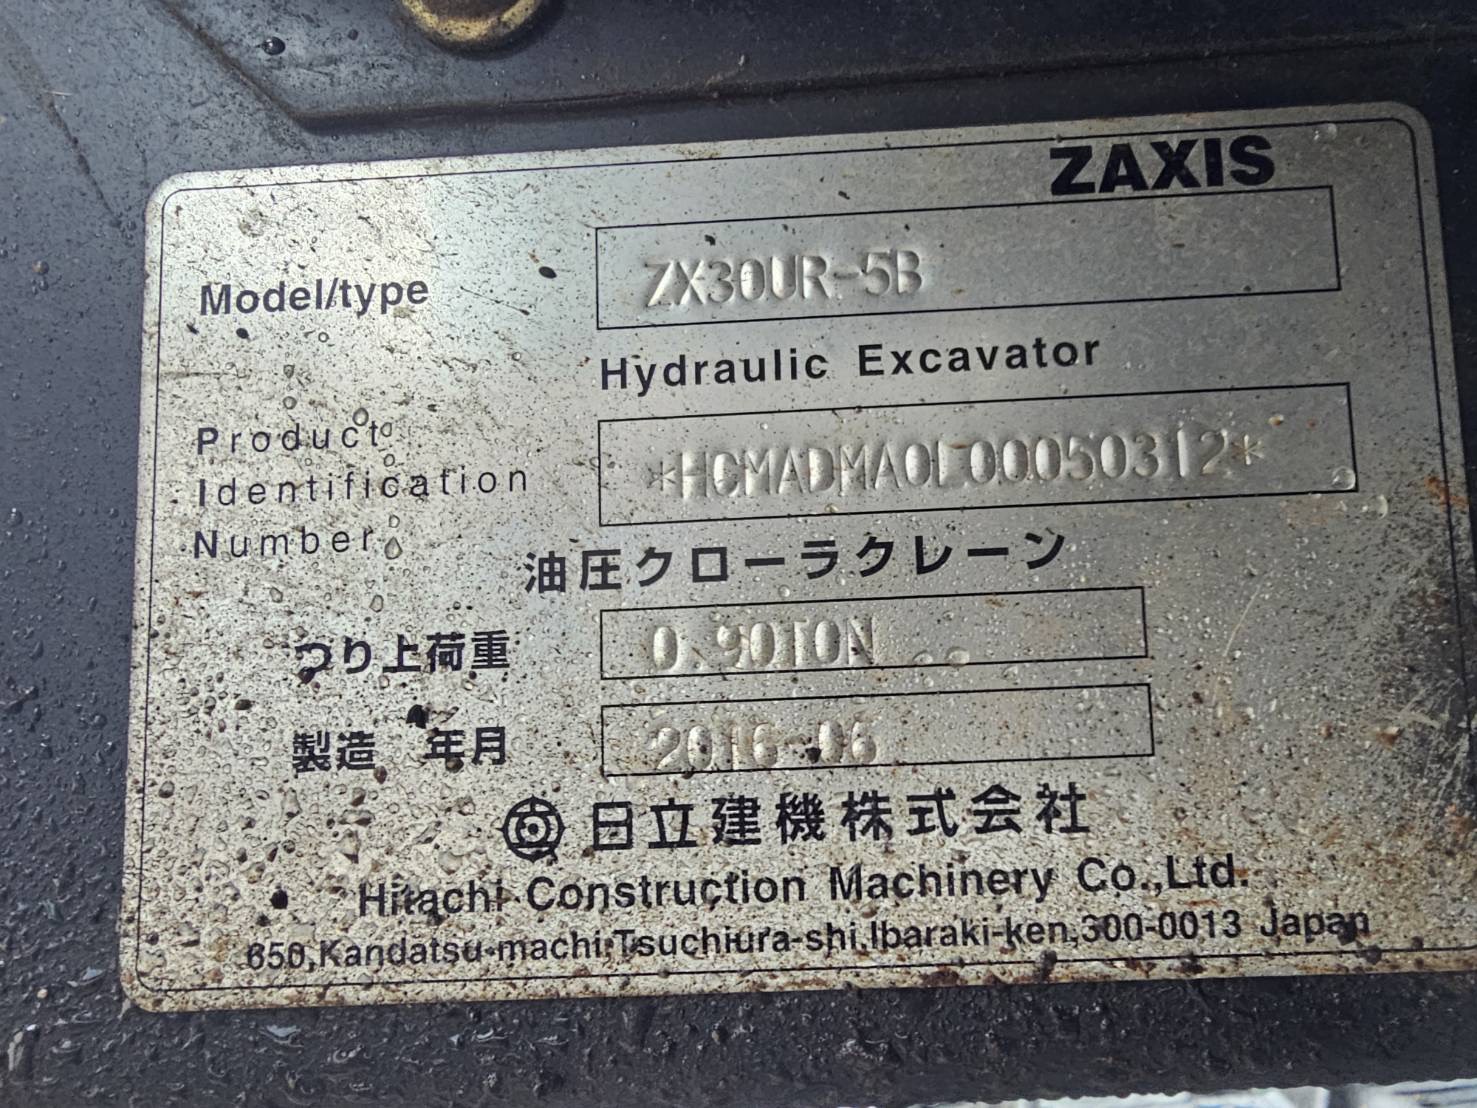 ZAXIS
Model/type ZX30UR-5B
Hydraulic Excavator
Product
Identification *HCMADMA0L00050312*
Number
油圧クローラクレーン
つり上荷重 0.90TON
製造 年月 2016-06
日立建機株式会社
Hitachi Construction Machinery Co.,Ltd.
650,Kandatsu-machi,Tsuchiura-shi,Ibaraki-ken,300-0013 Japan